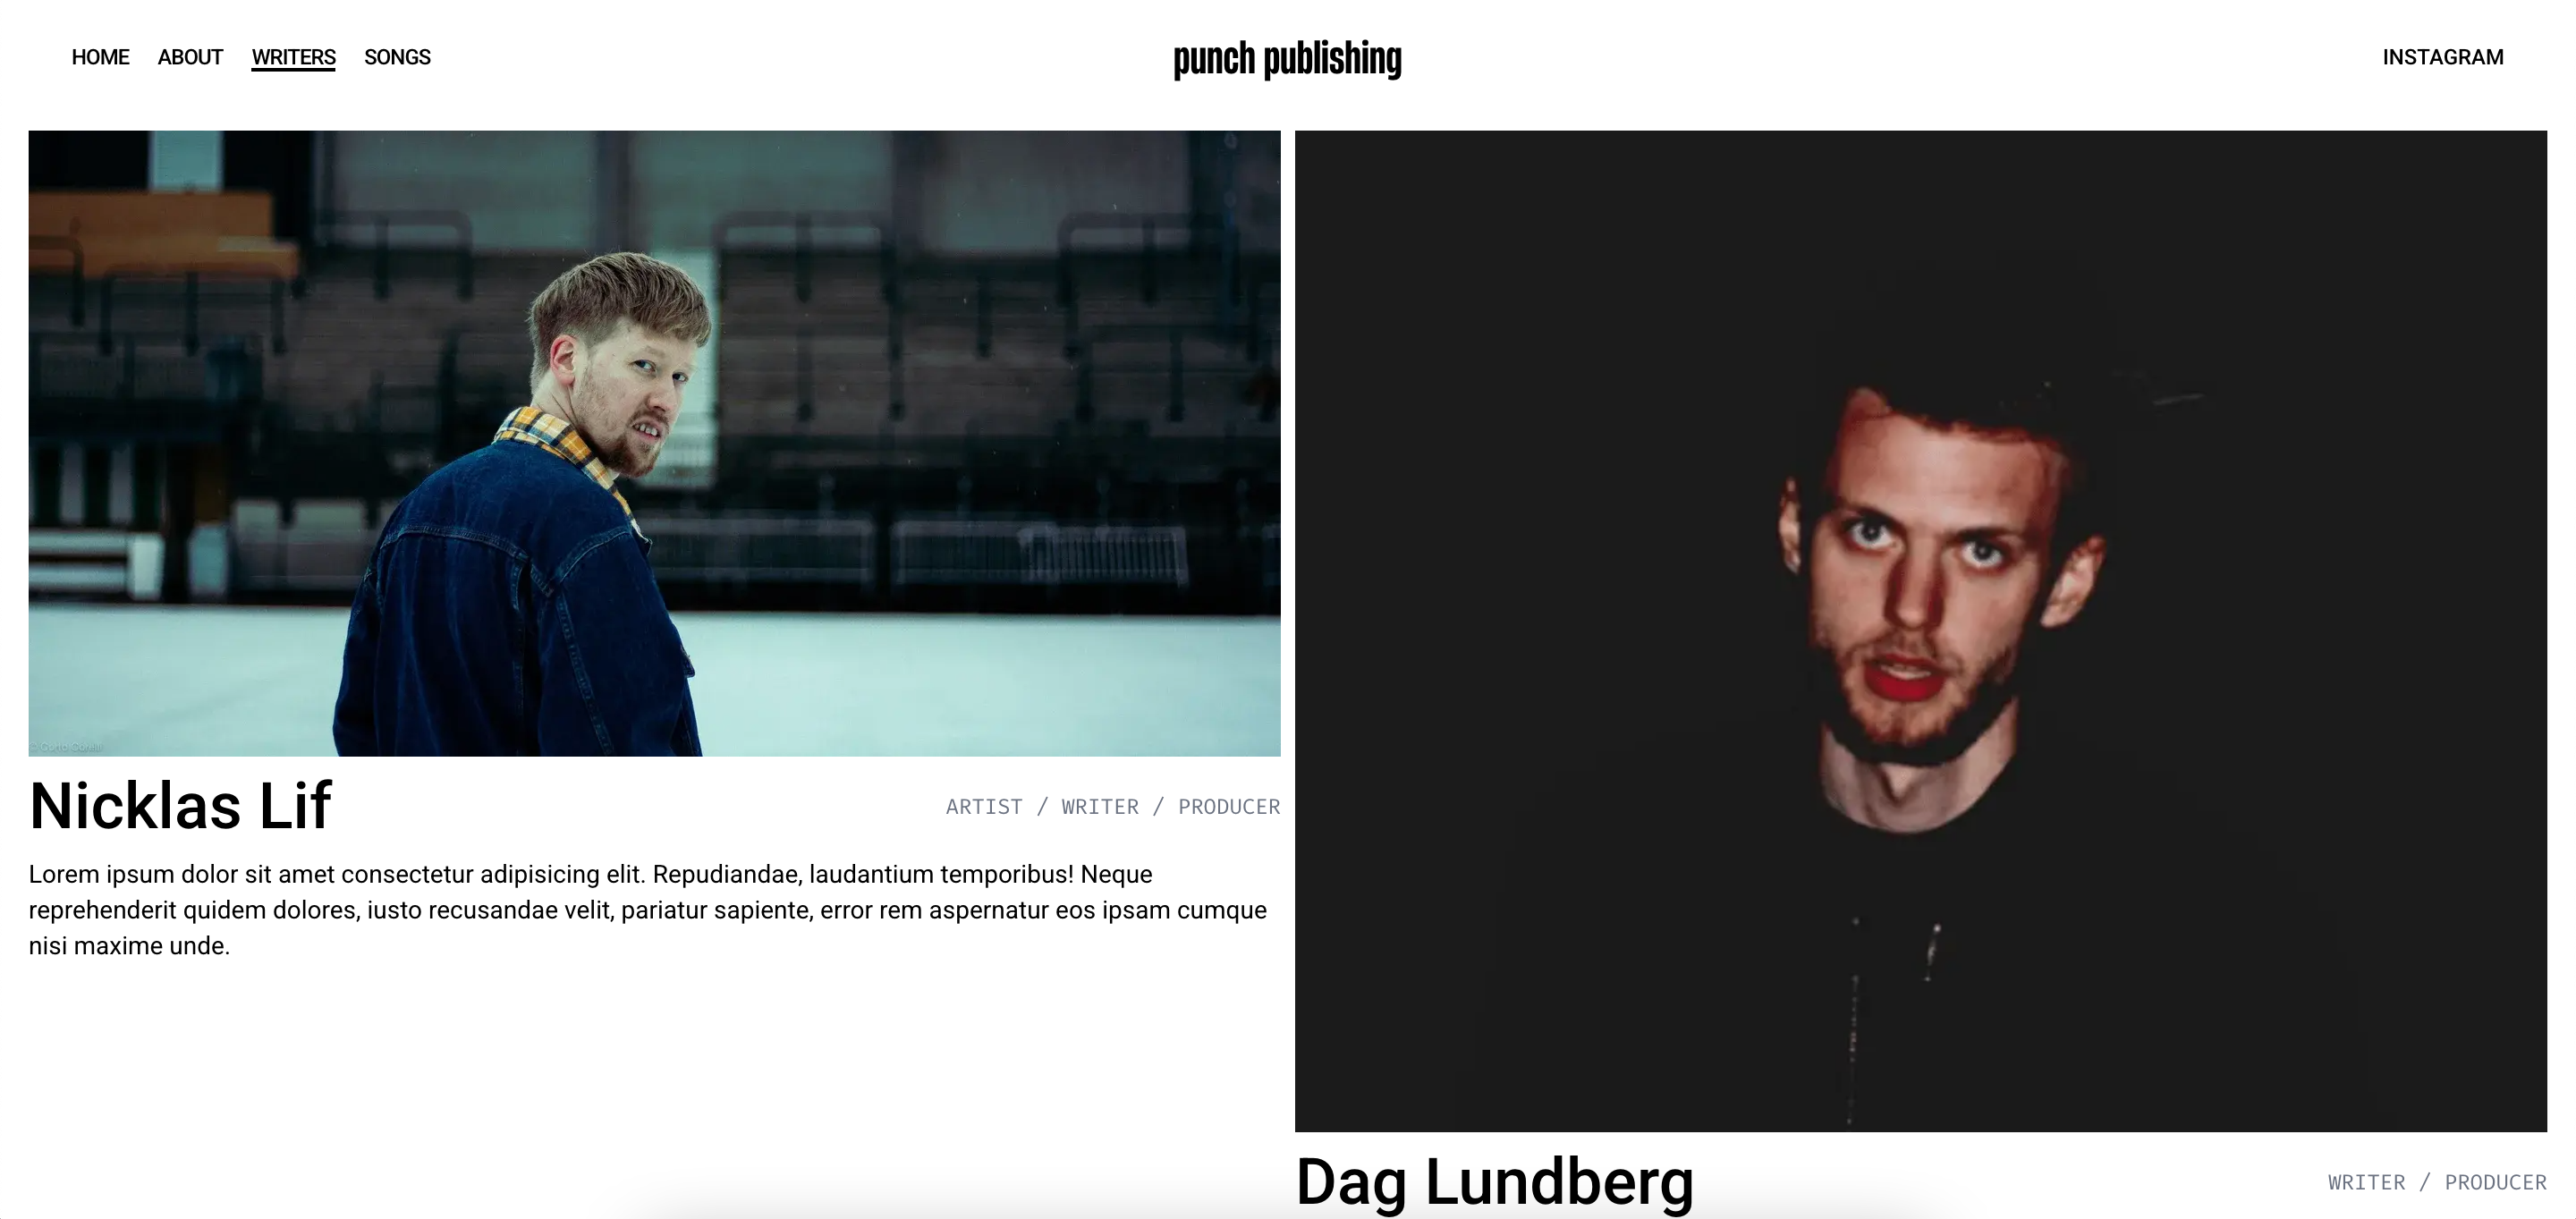 HOME ABOUT WRITERS SONGS
punch publishing
INSTAGRAM
Nicklas Lif
ARTIST / WRITER / PRODUCER
Lorem ipsum dolor sit amet consectetur adipisicing elit. Repudiandae, laudantium temporibus! Neque
reprehenderit quidem dolores, iusto recusandae velit, pariatur sapiente, error rem aspernatur eos ipsam cumque
nisi maxime unde.
Dag Lundberg
WRITER / PRODUCER